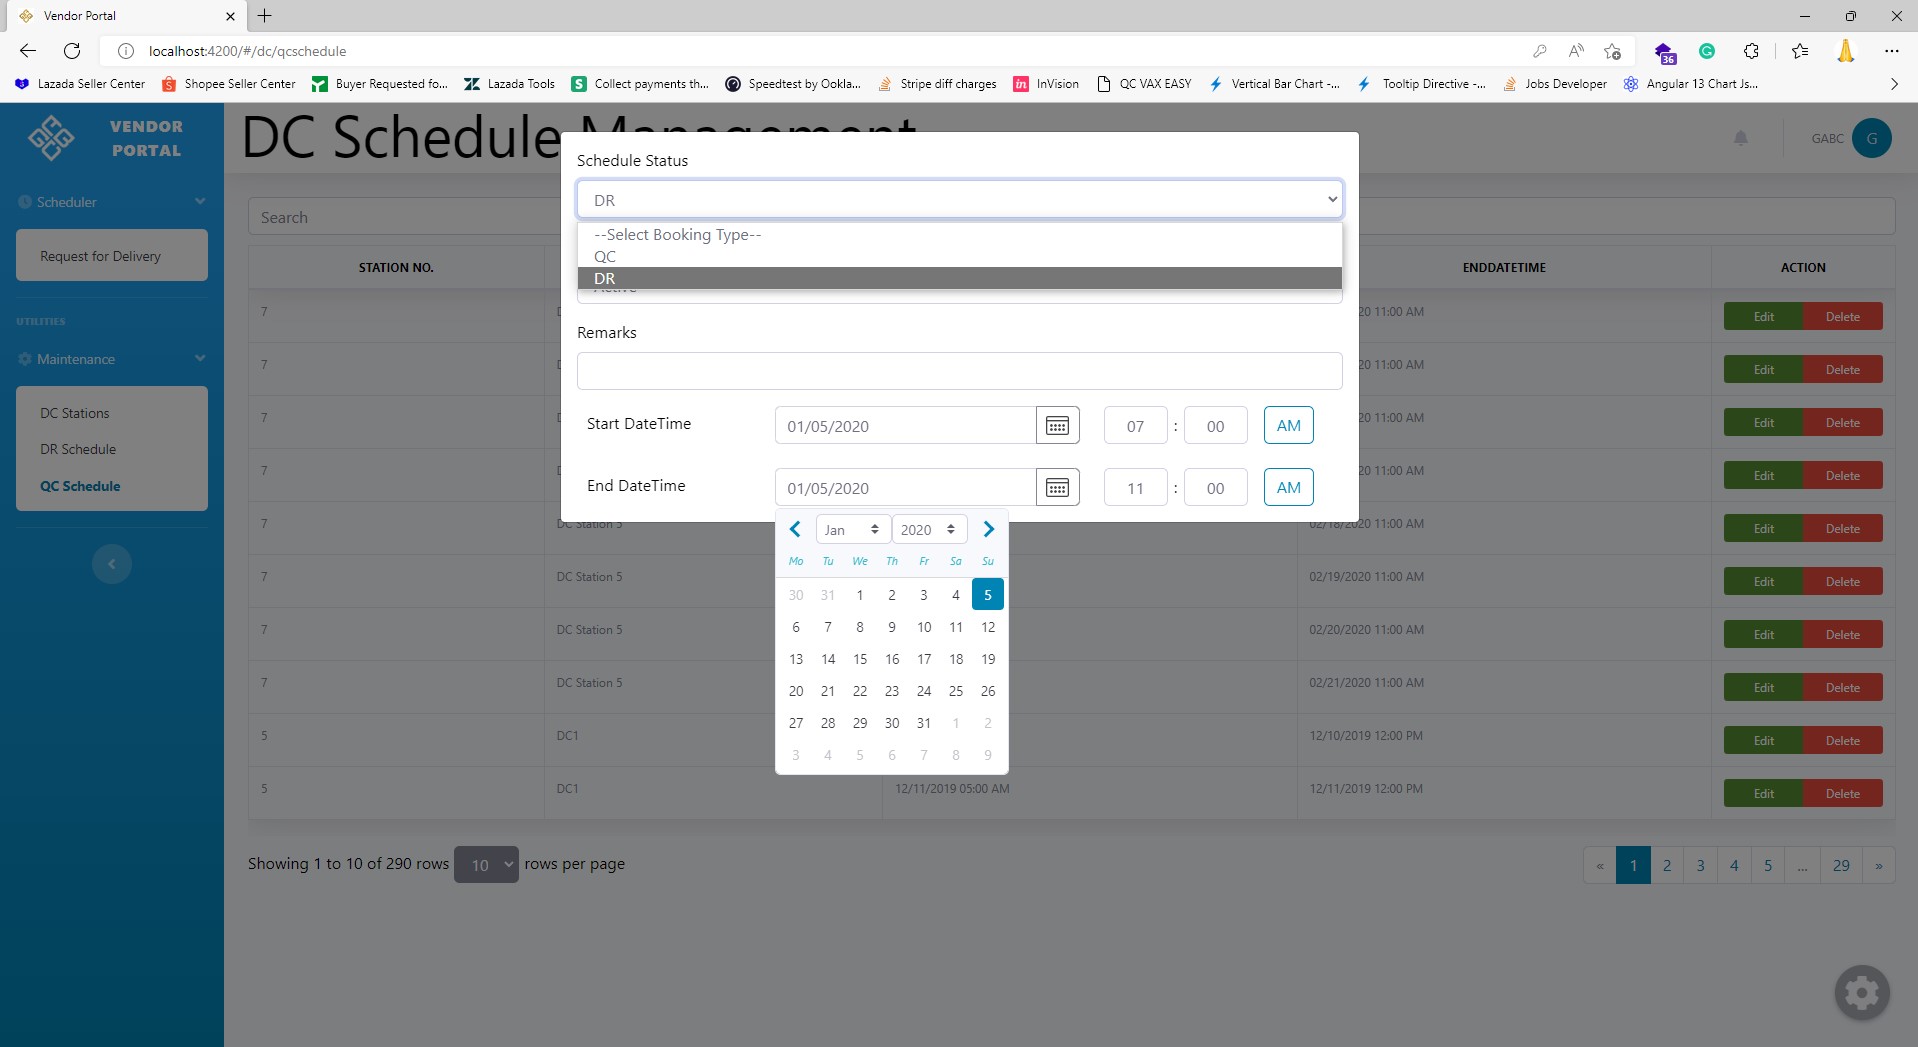 Vendor Portal
localhost:4200/#/dc/qcschedule
36
Lazada Seller Center Shopee Seller Center Buyer Requested fo... Lazada Tools Collect payments th... Speedtest by Ookla... Stripe diff charges in InVision QC VAX EASY Vertical Bar Chart -... Tooltip Directive -... Jobs Developer Angular 13 Chart Js...
VENDOR
PORTAL
DC Schedule Management
GABC G
Scheduler
Request for Delivery
UTILITIES
Maintenance
DC Stations
DR Schedule
QC Schedule
Search
STATION NO. ENDDATETIME ACTION
Schedule Status
DR
--Select Booking Type--
QC
DR
Active
Remarks
Start DateTime 01/05/2020 07 : 00 AM
End DateTime 01/05/2020 11 : 00 AM
Jan 2020
Mo Tu We Th Fr Sa Su
30 31 1 2 3 4 5
6 7 8 9 10 11 12
13 14 15 16 17 18 19
20 21 22 23 24 25 26
27 28 29 30 31 1 2
3 4 5 6 7 8 9
7 20 11:00 AM Edit Delete
7 20 11:00 AM Edit Delete
7 20 11:00 AM Edit Delete
7 20 11:00 AM Edit Delete
7 DC Station 5 02/18/2020 11:00 AM Edit Delete
7 DC Station 5 02/19/2020 11:00 AM Edit Delete
7 DC Station 5 02/20/2020 11:00 AM Edit Delete
7 DC Station 5 02/21/2020 11:00 AM Edit Delete
5 DC1 12/10/2019 12:00 PM Edit Delete
5 DC1 12/11/2019 05:00 AM 12/11/2019 12:00 PM Edit Delete
Showing 1 to 10 of 290 rows 10 rows per page
« 1 2 3 4 5 ... 29 »